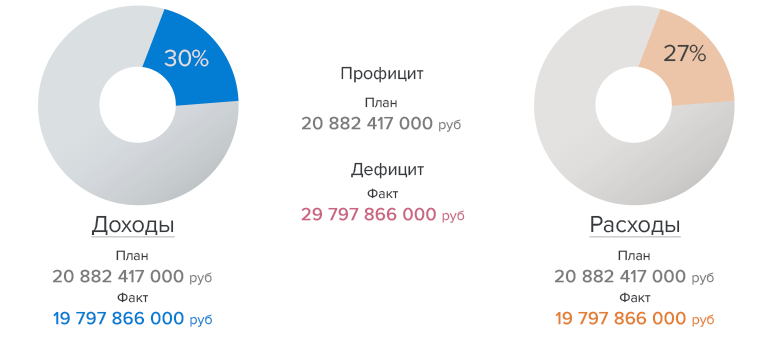 30%
Доходы
План
20 882 417 000 руб
Факт
19 797 866 000 руб
Профицит
План
20 882 417 000 руб
Дефицит
Факт
29 797 866 000 руб
27%
Расходы
План
20 882 417 000 руб
Факт
19 797 866 000 руб